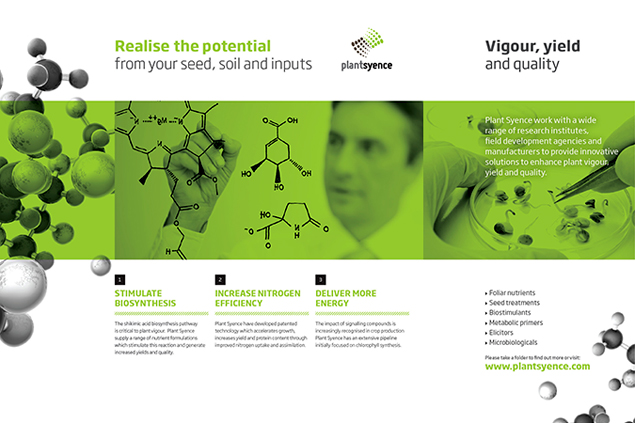 Realise the potential
from your seed, soil and inputs
plantsyence
Vigour, yield
and quality
Plant Syence work with a wide
range of research institutes,
field development agencies and
manufacturers to provide innovative
solutions to enhance plant vigour,
yield and quality.
N
N
Me
O
O
O
O
OH
HO
OH
OH
HO
O
O
N
H
O
1
STIMULATE
BIOSYNTHESIS
The shikimic acid biosynthesis pathway
is critical to plant vigour. Plant Syence
supply a range of nutrient formulations
which stimulate this reaction and generate
increased yields and quality.
2
INCREASE NITROGEN
EFFICIENCY
Plant Syence have developed patented
technology which accelerates growth,
increases yield and protein content through
improved nitrogen uptake and assimilation.
3
DELIVER MORE
ENERGY
The impact of signalling compounds is
increasingly recognised in crop production.
Plant Syence has an extensive pipeline
initially focused on chlorophyll synthesis.
Foliar nutrients
Seed treatments
Biostimulants
Metabolic primers
Elicitors
Microbiologicals
Please take a folder to find out more or visit:
www.plantsyence.com